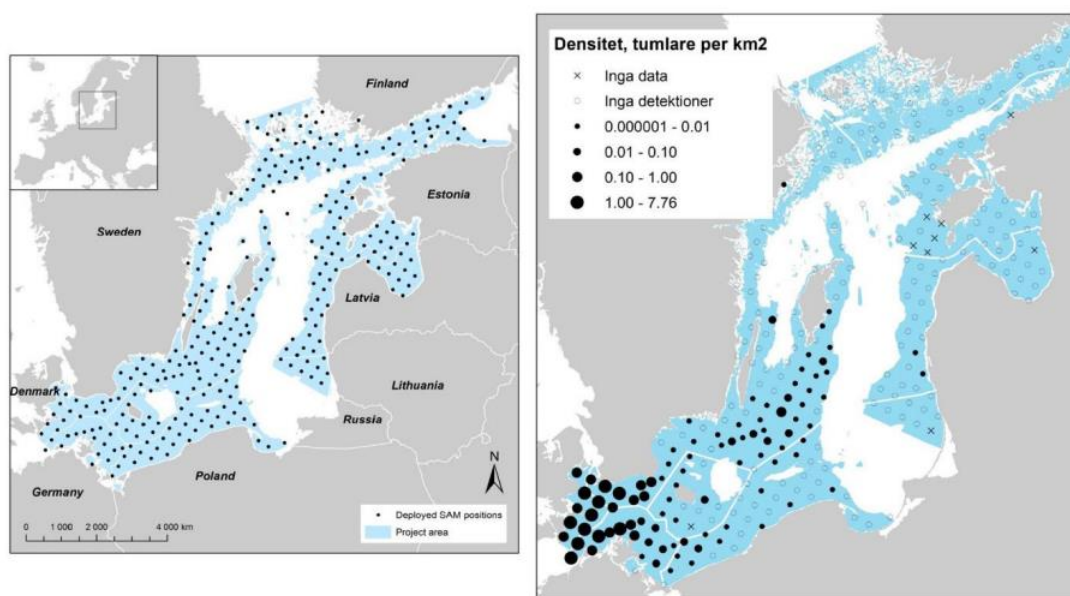 Finland
Estonia
Sweden
Latvia
Denmark
Lithuania
Russia
N
Poland
Germany
0 1 000 2 000 4 000 km
Deployed SAM positions
Project area
Densitet, tumlare per km2
Inga data
Inga detektioner
0.000001 - 0.01
0.01 - 0.10
0.10 - 1.00
1.00 - 7.76